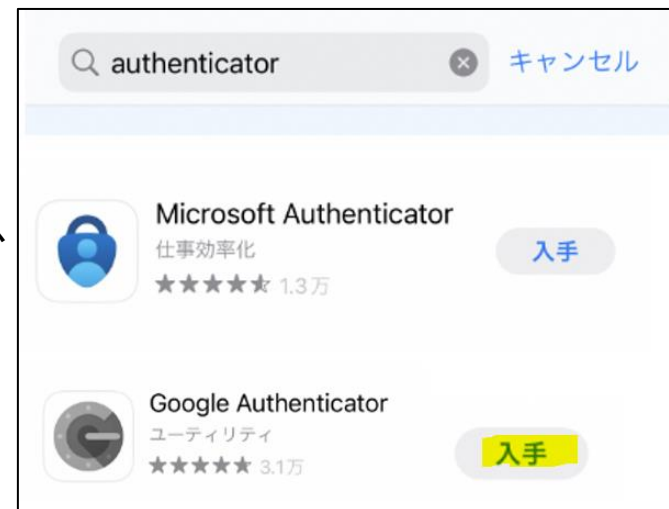 authenticator キャンセル
Microsoft Authenticator
仕事効率化
1.3万
入手
Google Authenticator
ユーティリティ
3.1万
入手